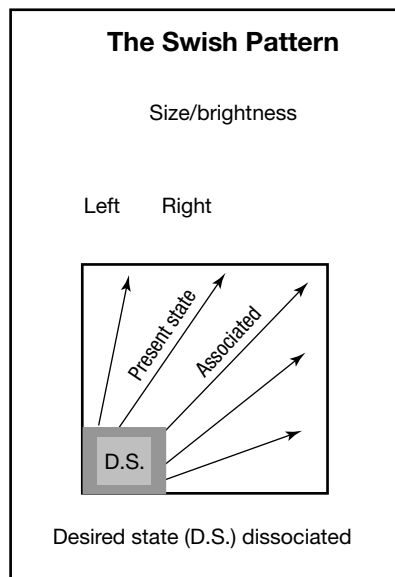 The Swish Pattern
Size/brightness
Left Right
Present state
Associated
D.S.
Desired state (D.S.) dissociated